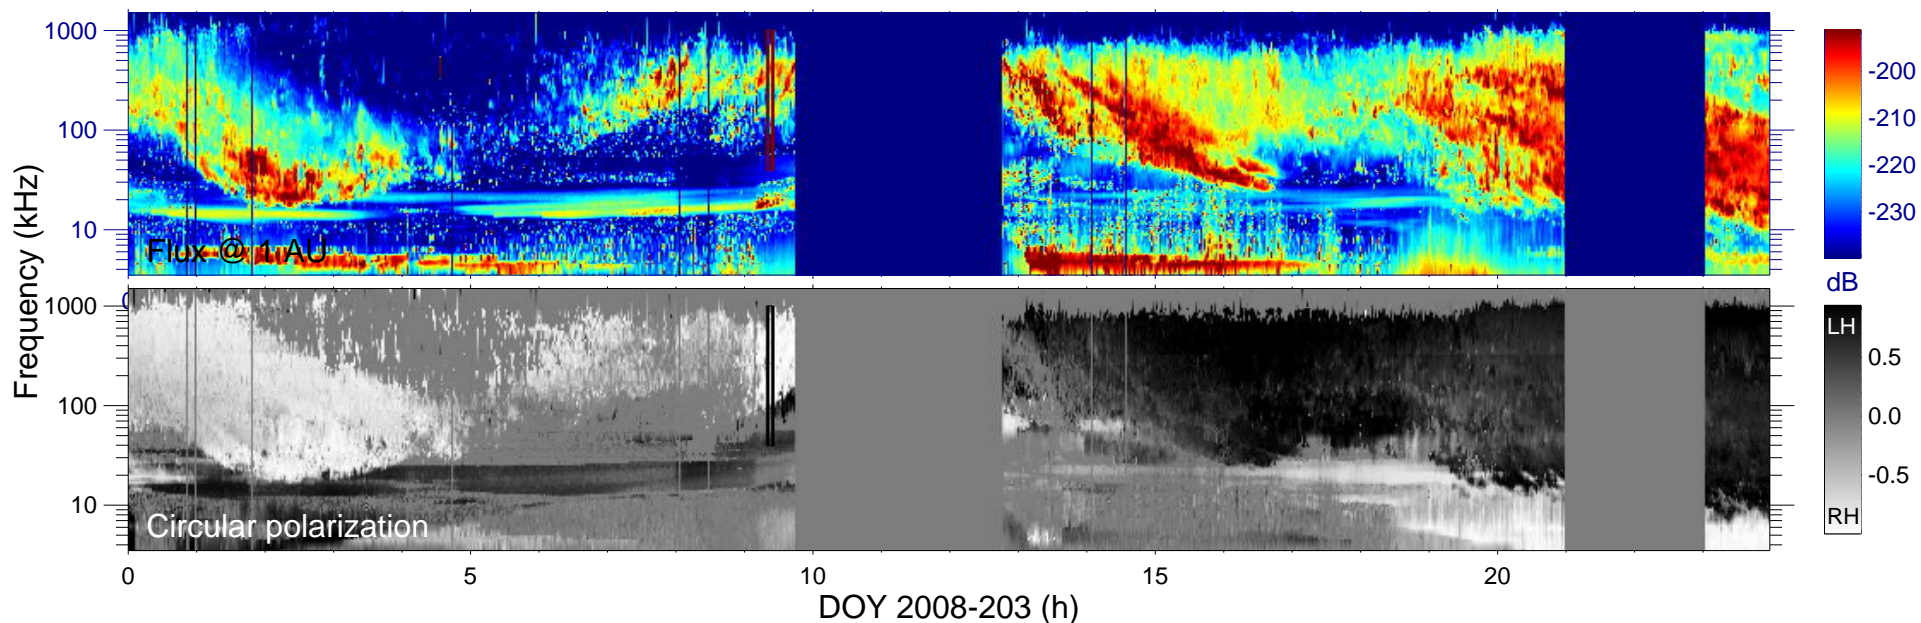 1000
100
10
Flux @ 1 AU
-200
-210
-220
-230
dB
0
1000
100
10
Frequency (kHz)
Circular polarization
LH
0.5
0.0
-0.5
RH
0
5
10
15
20
DOY 2008-203 (h)